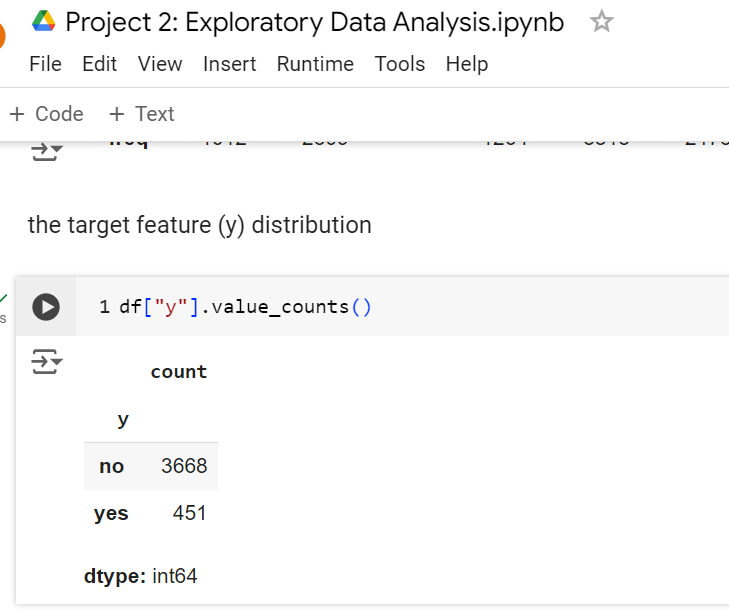 Project 2: Exploratory Data Analysis.ipynb
File Edit View Insert Runtime Tools Help
+ Code + Text
the target feature (y) distribution
1 df["y"].value_counts()
s
count
y
no 3668
yes 451
dtype: int64